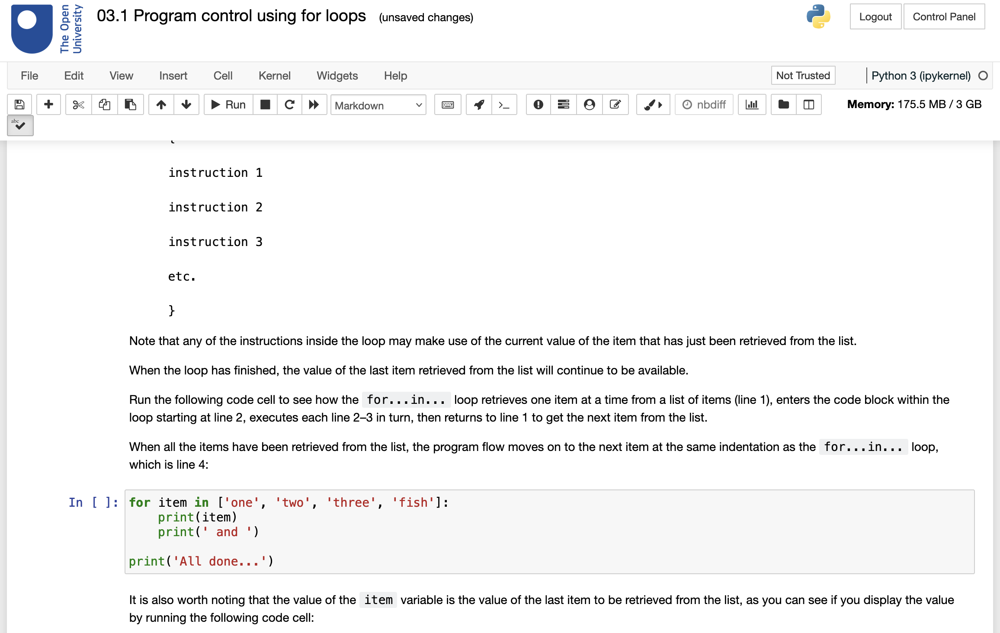 The Open
University
03.1 Program control using for loops (unsaved changes)
Logout
Control Panel
File Edit View Insert Cell Kernel Widgets Help
Not Trusted
Python 3 (ipykernel)
Run
Markdown
nbdiff
Memory: 175.5 MB / 3 GB
abc
instruction 1
instruction 2
instruction 3
etc.
}
Note that any of the instructions inside the loop may make use of the current value of the item that has just been retrieved from the list.
When the loop has finished, the value of the last item retrieved from the list will continue to be available.
Run the following code cell to see how the for...in... loop retrieves one item at a time from a list of items (line 1), enters the code block within the
loop starting at line 2, executes each line 2–3 in turn, then returns to line 1 to get the next item from the list.
When all the items have been retrieved from the list, the program flow moves on to the next item at the same indentation as the for...in... loop,
which is line 4:
In [ ]: for item in ['one', 'two', 'three', 'fish']:
    print(item)
    print(' and ')
print('All done...')
It is also worth noting that the value of the item variable is the value of the last item to be retrieved from the list, as you can see if you display the value
by running the following code cell: